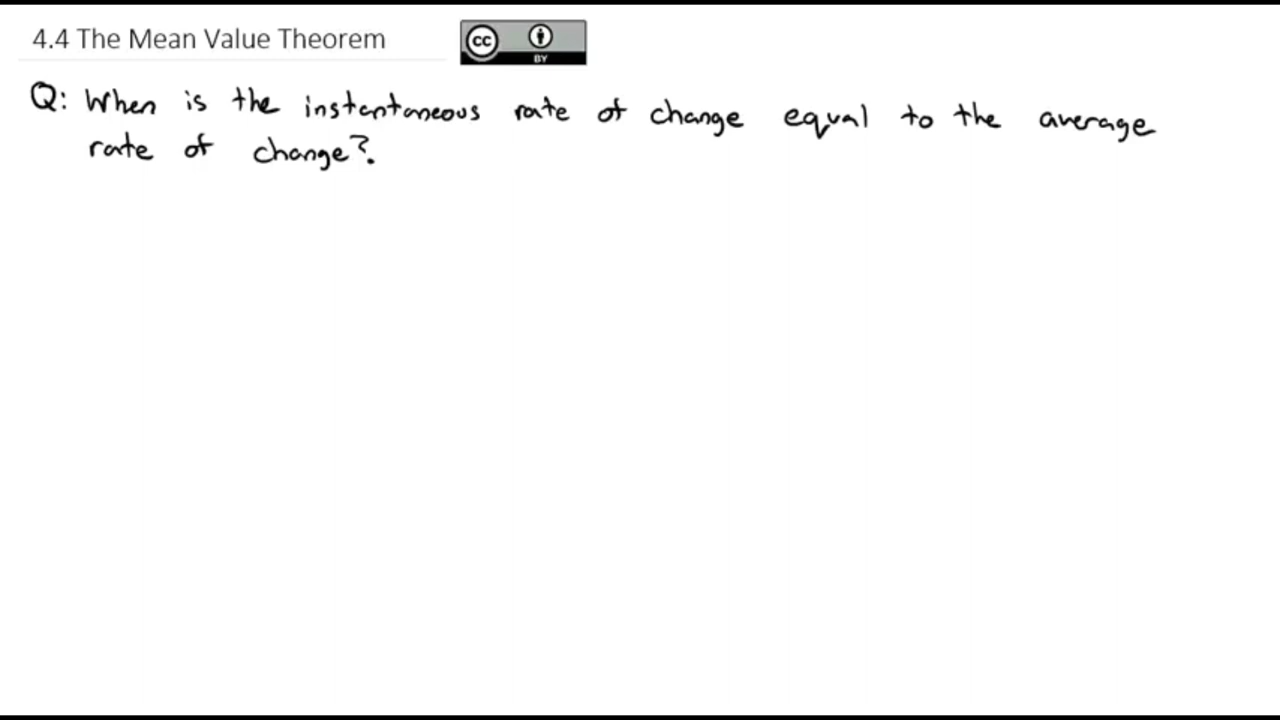 4.4 The Mean Value Theorem
cc BY
Q: When is the instantaneous rate of change equal to the average
rate of change?